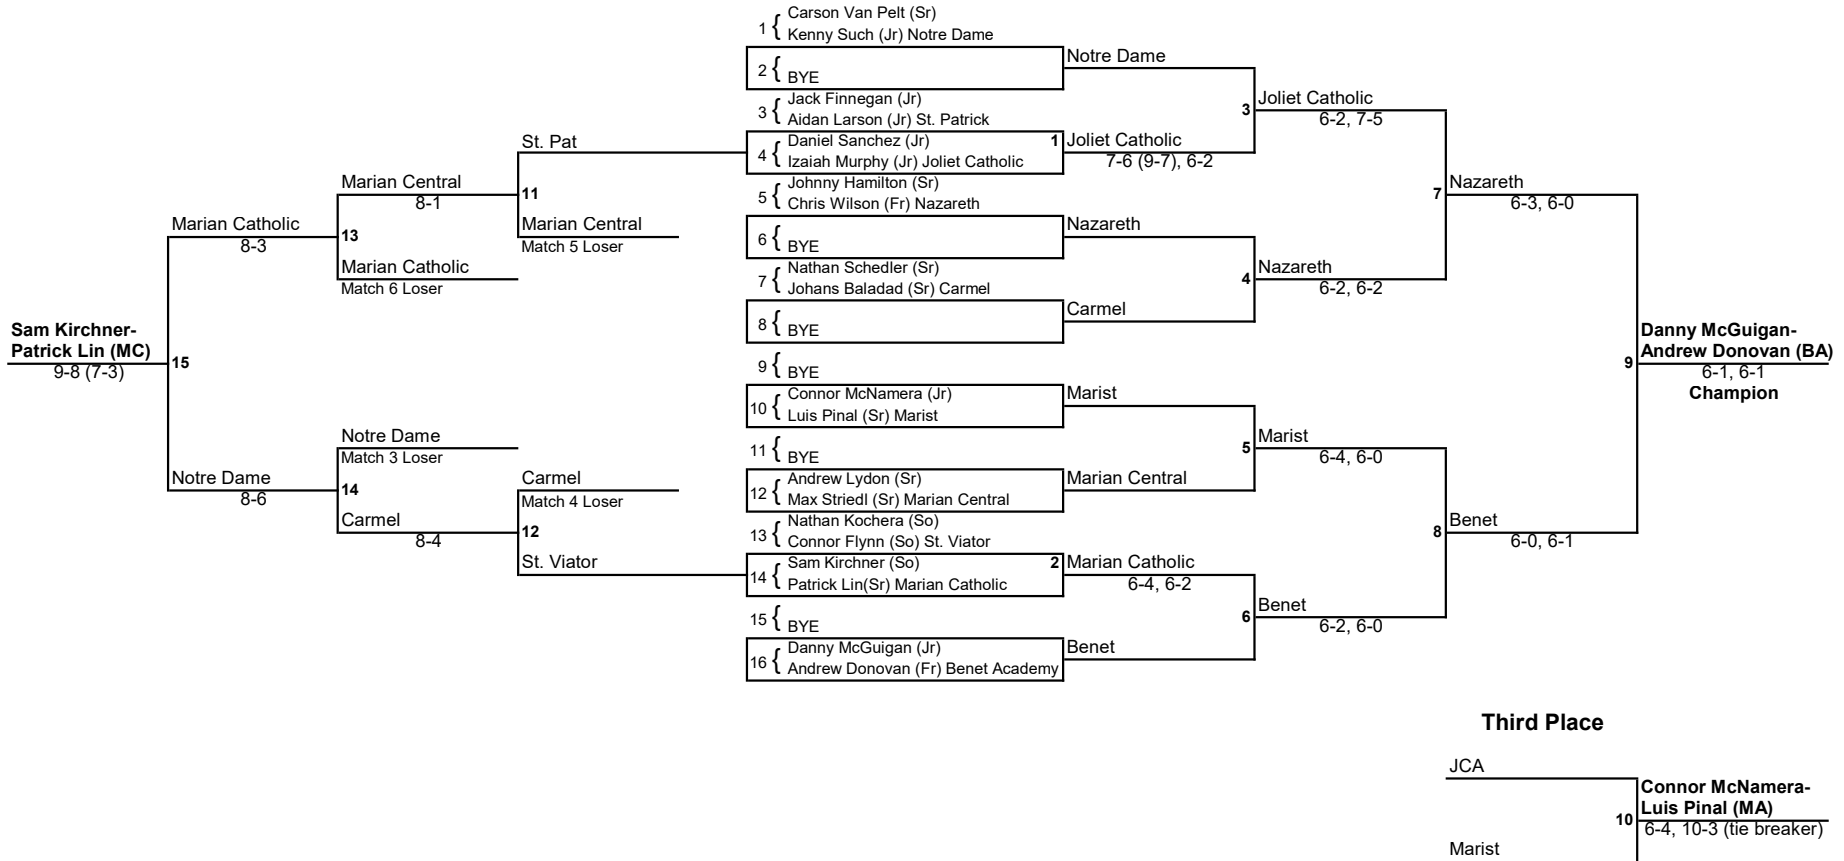 1 { Carson Van Pelt (Sr)
Kenny Such (Jr) Notre Dame
2 { BYE
3 { Jack Finnegan (Jr)
Aidan Larson (Jr) St. Patrick
4 { Daniel Sanchez (Jr)
Izaiah Murphy (Jr) Joliet Catholic
5 { Johnny Hamilton (Sr)
Chris Wilson (Fr) Nazareth
6 { BYE
7 { Nathan Schedler (Sr)
Johans Baladad (Sr) Carmel
8 { BYE
9 { BYE
10 { Connor McNamera (Jr)
Luis Pinal (Sr) Marist
11 { BYE
12 { Andrew Lydon (Sr)
Max Striedl (Sr) Marian Central
13 { Nathan Kochera (So)
Connor Flynn (So) St. Viator
14 { Sam Kirchner (So)
Patrick Lin(Sr) Marian Catholic
15 { BYE
16 { Danny McGuigan (Jr)
Andrew Donovan (Fr) Benet Academy
Notre Dame
1 Joliet Catholic
7-6 (9-7), 6-2
Nazareth
Carmel
Marist
Marian Central
2 Marian Catholic
6-4, 6-2
Benet
3 Joliet Catholic
6-2, 7-5
4 Nazareth
6-2, 6-2
5 Marist
6-4, 6-0
6 Benet
6-2, 6-0
7 Nazareth
6-3, 6-0
8 Benet
6-0, 6-1
9 Danny McGuigan-
Andrew Donovan (BA)
6-1, 6-1
Champion
St. Pat
11
Marian Central
Match 5 Loser
Carmel
Match 4 Loser
12
St. Viator
Marian Central
8-1
13
Marian Catholic
Match 6 Loser
Notre Dame
Match 3 Loser
14
Carmel
8-4
Marian Catholic
8-3
Notre Dame
8-6
Sam Kirchner-
Patrick Lin (MC) 15
9-8 (7-3)
Third Place
JCA
Connor McNamera-
Luis Pinal (MA)
10
6-4, 10-3 (tie breaker)
Marist